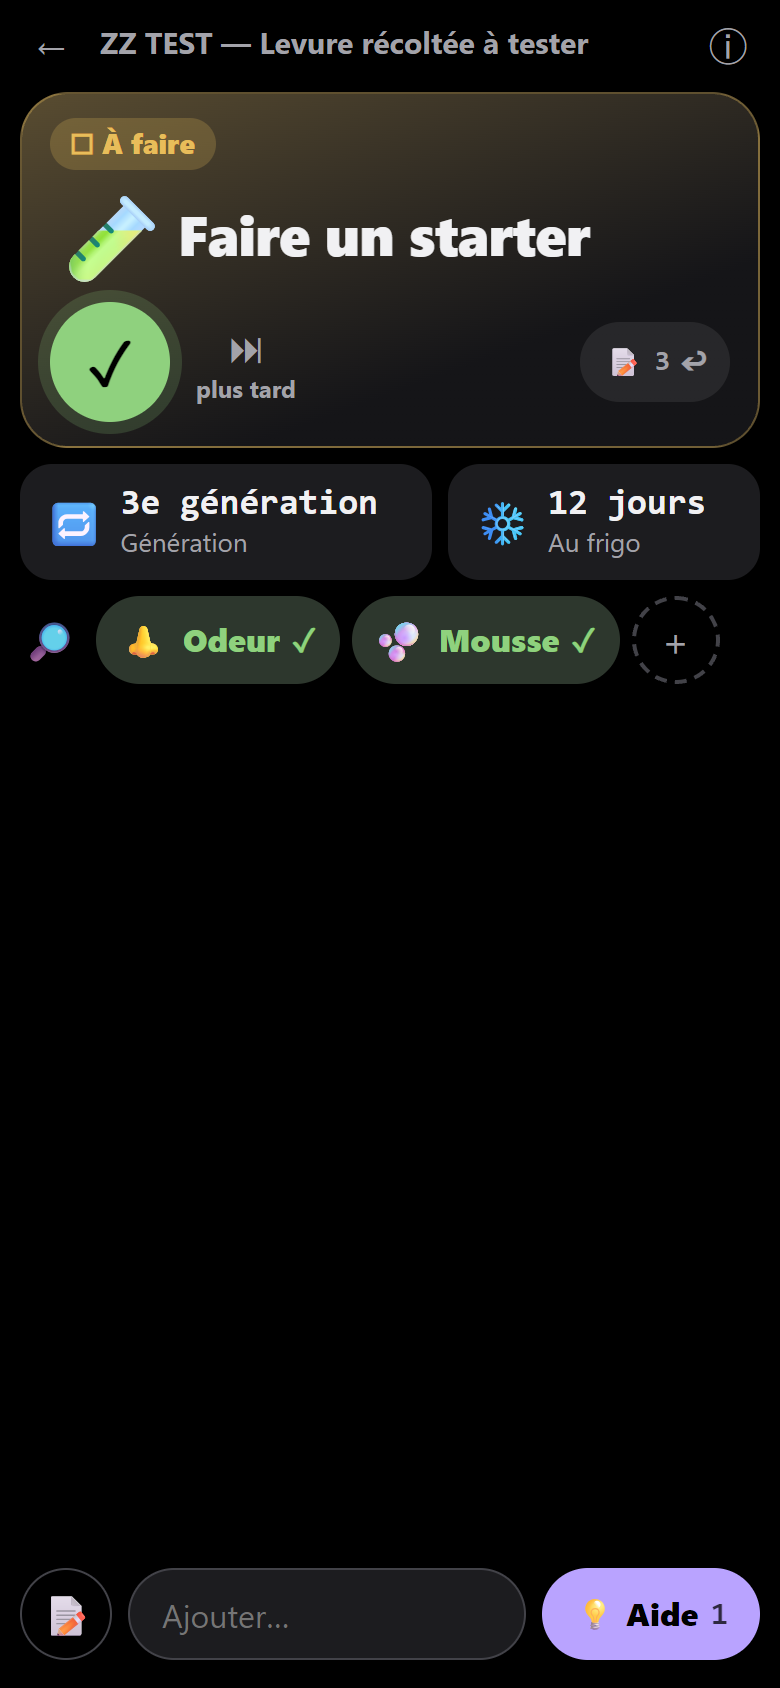 ZZ TEST — Levure récoltée à tester
À faire
Faire un starter
plus tard
3
3e génération
Génération
12 jours
Au frigo
Odeur ✓
Mousse ✓
+
Ajouter...
Aide 1